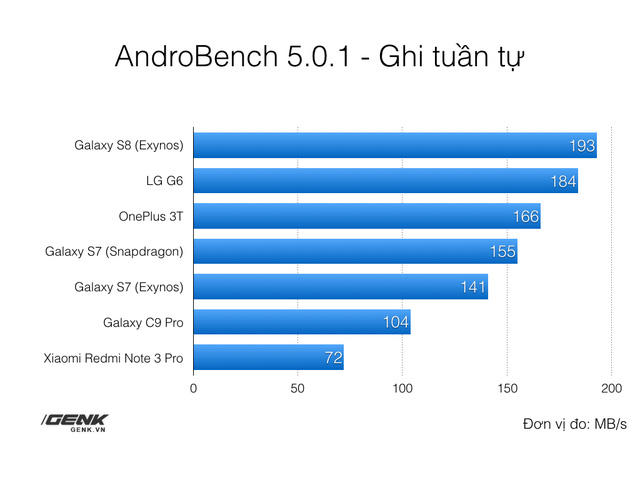 AndroBench 5.0.1 - Ghi tuần tự
Galaxy S8 (Exynos) 193
LG G6 184
OnePlus 3T 166
Galaxy S7 (Snapdragon) 155
Galaxy S7 (Exynos) 141
Galaxy C9 Pro 104
Xiaomi Redmi Note 3 Pro 72
0 50 100 150 200
GENK
GENK.VN
Đơn vị đo: MB/s